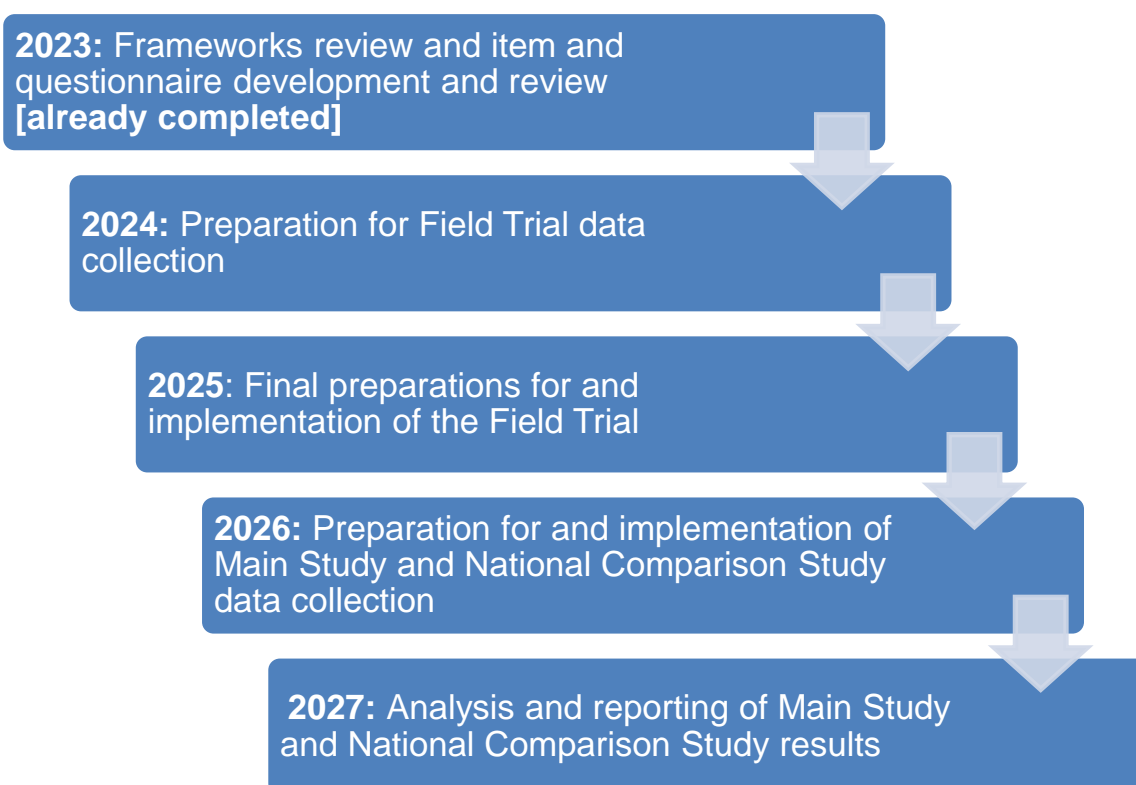 2023: Frameworks review and item and
questionnaire development and review
[already completed]
2024: Preparation for Field Trial data
collection
2025: Final preparations for and
implementation of the Field Trial
2026: Preparation for and implementation of
Main Study and National Comparison Study
data collection
2027: Analysis and reporting of Main Study
and National Comparison Study results